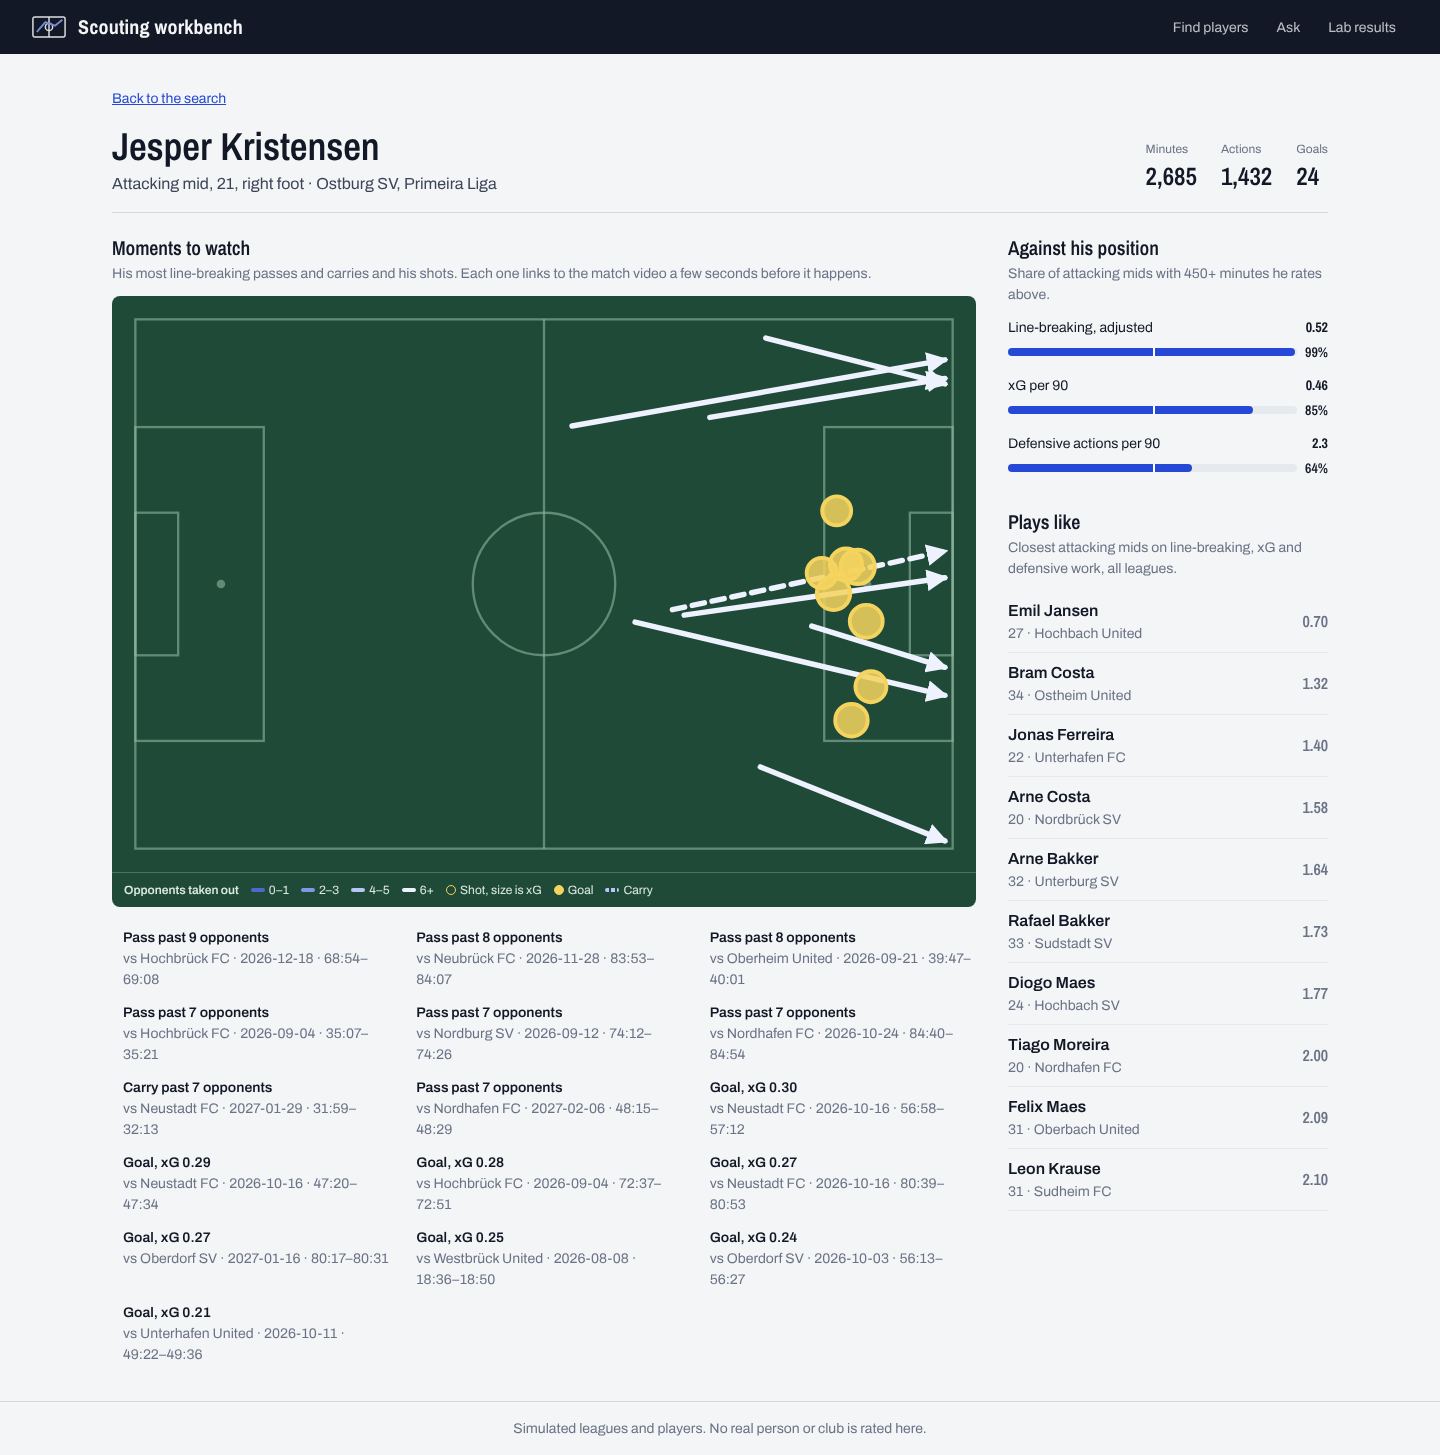 Scouting workbench
Find players
Ask
Lab results
Back to the search
Jesper Kristensen
Attacking mid, 21, right foot · Ostburg SV, Primeira Liga
Minutes
2,685
Actions
1,432
Goals
24
Moments to watch
His most line-breaking passes and carries and his shots. Each one links to the match video a few seconds before it happens.
Opponents taken out
0–1
2–3
4–5
6+
Shot, size is xG
Goal
Carry
Pass past 9 opponents
vs Hochbrück FC · 2026-12-18 · 68:54–
69:08
Pass past 8 opponents
vs Neubrück FC · 2026-11-28 · 83:53–
84:07
Pass past 8 opponents
vs Oberheim United · 2026-09-21 · 39:47–
40:01
Pass past 7 opponents
vs Hochbrück FC · 2026-09-04 · 35:07–
35:21
Pass past 7 opponents
vs Nordburg SV · 2026-09-12 · 74:12–
74:26
Pass past 7 opponents
vs Nordhafen FC · 2026-10-24 · 84:40–
84:54
Carry past 7 opponents
vs Neustadt FC · 2027-01-29 · 31:59–
32:13
Pass past 7 opponents
vs Nordhafen FC · 2027-02-06 · 48:15–
48:29
Goal, xG 0.30
vs Neustadt FC · 2026-10-16 · 56:58–
57:12
Goal, xG 0.29
vs Neustadt FC · 2026-10-16 · 47:20–
47:34
Goal, xG 0.28
vs Hochbrück FC · 2026-09-04 · 72:37–
72:51
Goal, xG 0.27
vs Neustadt FC · 2026-10-16 · 80:39–
80:53
Goal, xG 0.27
vs Oberdorf SV · 2027-01-16 · 80:17–80:31
Goal, xG 0.25
vs Westbrück United · 2026-08-08 ·
18:36–18:50
Goal, xG 0.24
vs Oberdorf SV · 2026-10-03 · 56:13–
56:27
Goal, xG 0.21
vs Unterhafen United · 2026-10-11 ·
49:22–49:36
Against his position
Share of attacking mids with 450+ minutes he rates
above.
Line-breaking, adjusted
0.52
99%
xG per 90
0.46
85%
Defensive actions per 90
2.3
64%
Plays like
Closest attacking mids on line-breaking, xG and
defensive work, all leagues.
Emil Jansen
27 · Hochbach United
0.70
Bram Costa
34 · Ostheim United
1.32
Jonas Ferreira
22 · Unterhafen FC
1.40
Arne Costa
20 · Nordbrück SV
1.58
Arne Bakker
32 · Unterburg SV
1.64
Rafael Bakker
33 · Sudstadt SV
1.73
Diogo Maes
24 · Hochbach SV
1.77
Tiago Moreira
20 · Nordhafen FC
2.00
Felix Maes
31 · Oberbach United
2.09
Leon Krause
31 · Sudheim FC
2.10
Simulated leagues and players. No real person or club is rated here.